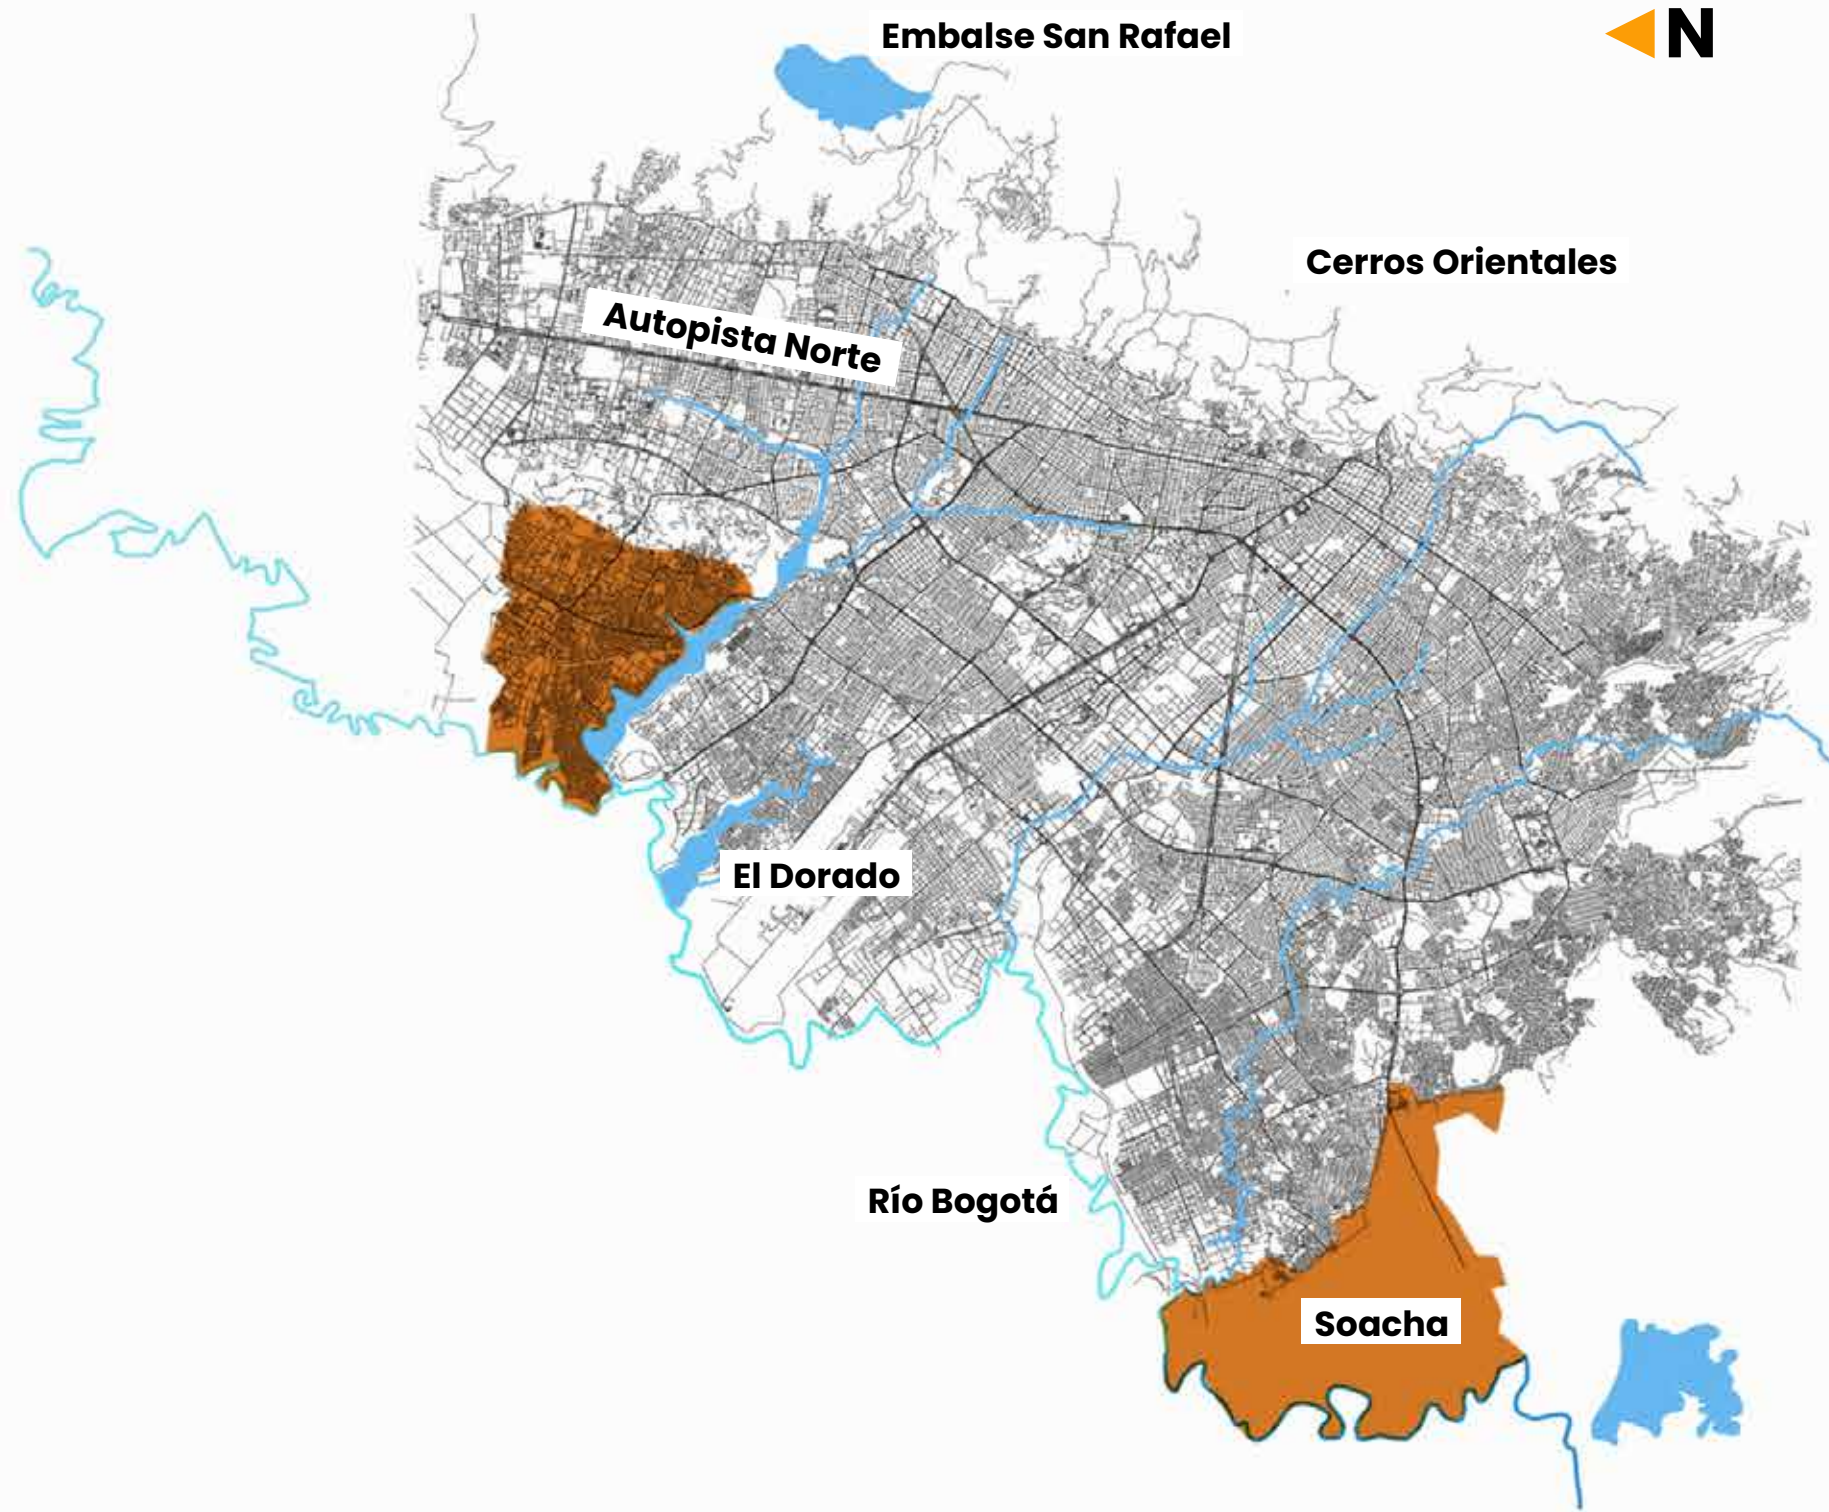 Embalse San Rafael
N
Cerros Orientales
Autopista Norte
El Dorado
Río Bogotá
Soacha